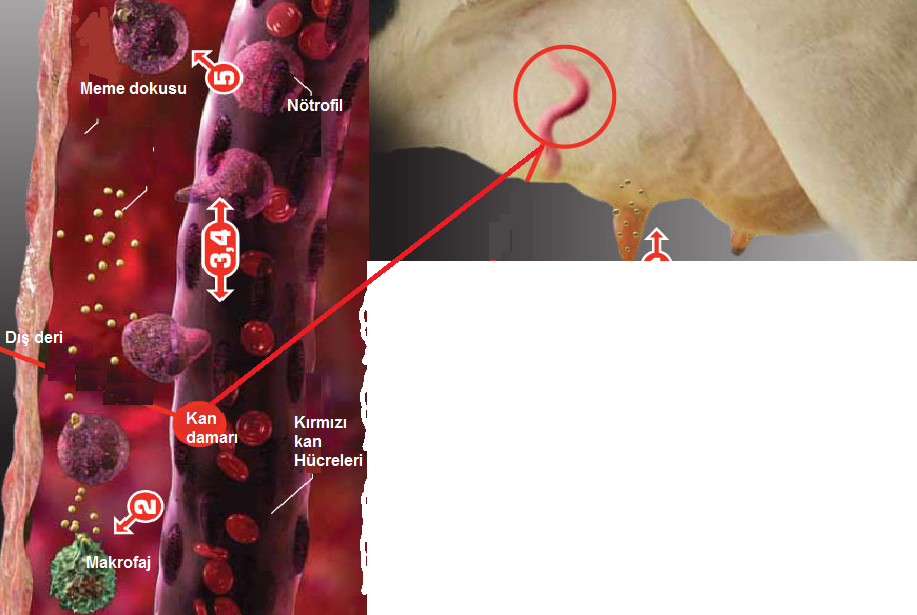 Meme dokusu
5
Nötrofil
3,4
Dış deri
Kan
damarı
Kırmızı
kan
Hücreleri
2
Makrofaj